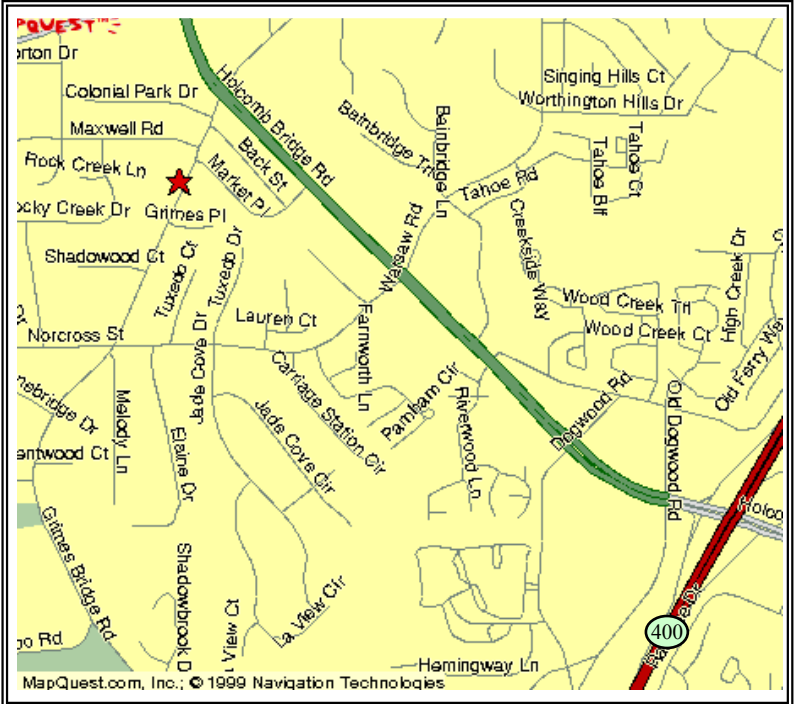 PQUEST
orton Dr
Colonial Park Dr
Maxwell Rd
Rock Creek Ln
ocky Creek Dr
Grimes Pl
Shadowood Ct
Holcomb Bridge Rd
Back St
Market Pl
Bainbridge
Bainbridge Ln
Singing Hills Ct
Worthington Hills Dr
Tahoe Ct
Tahoe Blf
Tahoe Rd
Warsaw Rd
Creekside Way
Tuxedo Ct
Tuxedo Dr
Lauren Ct
Farnworth Ln
Wood Creek Trl
Wood Creek Ct
High Creek Dr
Old Ferry Way
Norcross St
Jade Cove Dr
Carriage Station Cir
Parnham Cir
Riverwood Ln
Dogwood Rd
Old Dogwood Rd
nebridge Dr
Melody Ln
Elaine Dr
Jade Cove Cir
entwood Ct
Holco
Grimes Bridge Rd
Shadowbrook D
l View Ct
La View Cir
oo Rd
400
Hemingway Ln
MapQuest.com, Inc.; © 1999 Navigation Technologies